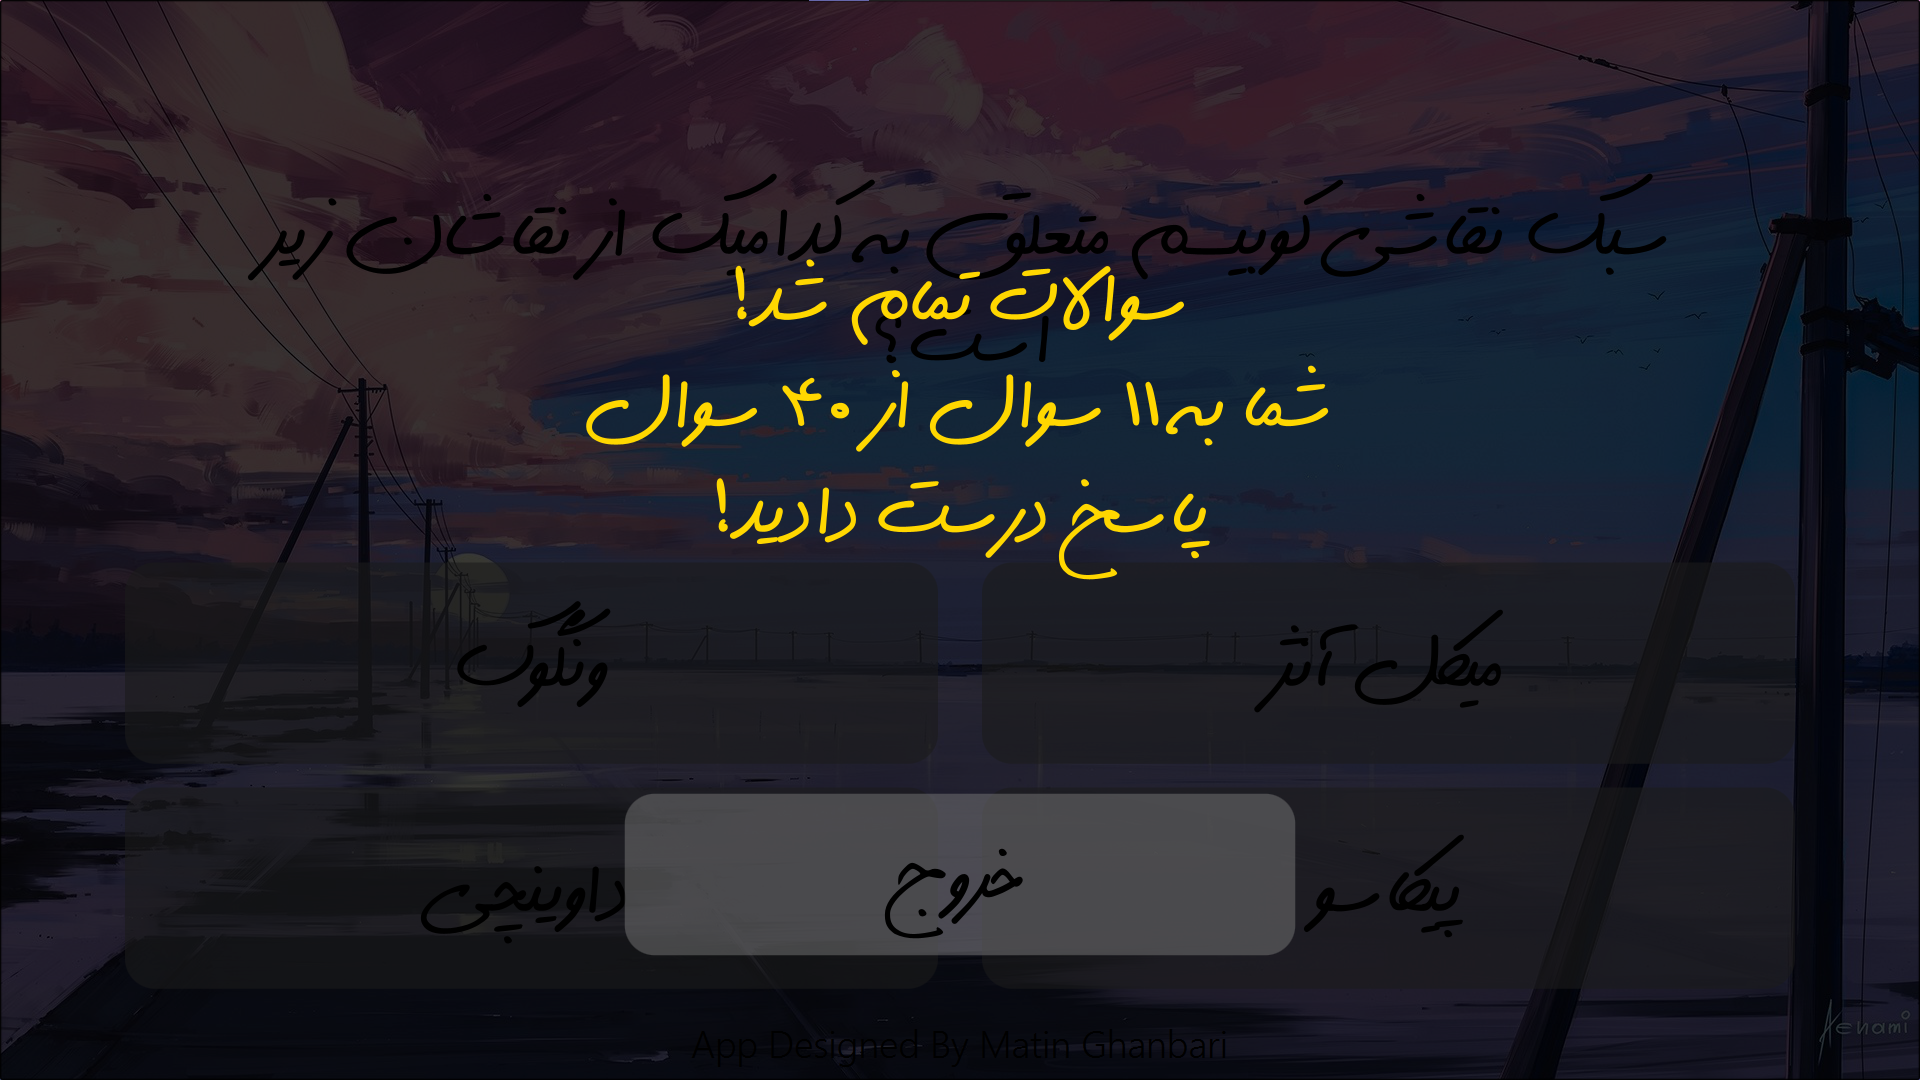 سبک نقاشی کوبیسم متعلق به کدامیک از نقاشان زیر
است؟
سوالات تمام شد!
شما به ۱۱ سوال از ۴۰ سوال
پاسخ درست دادید!
میکل آنژ
ونگوگ
پیکاسو
داوینچی
خروج
App Designed By Matin Ghanbari
Aenami